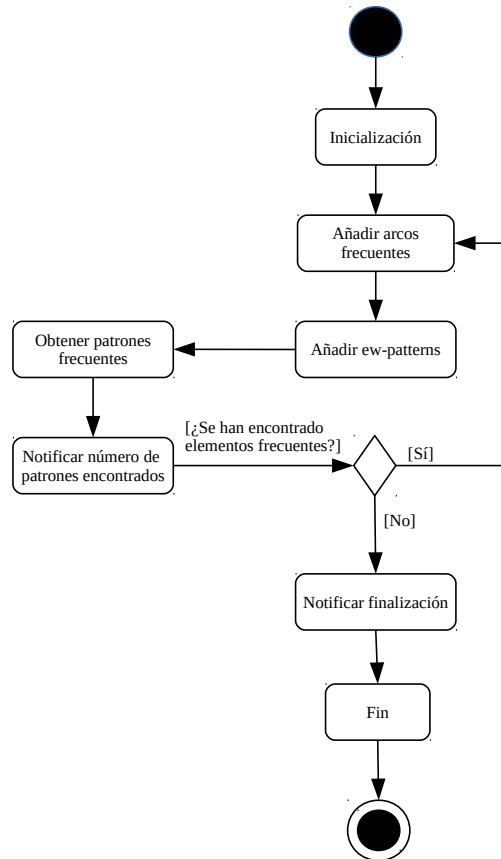 Inicialización
Añadir arcos
frecuentes
Añadir ew-patterns
Obtener patrones
frecuentes
Notificar número de
patrones encontrados
[¿Se han encontrado
elementos frecuentes?]
[Sí]
[No]
Notificar finalización
Fin